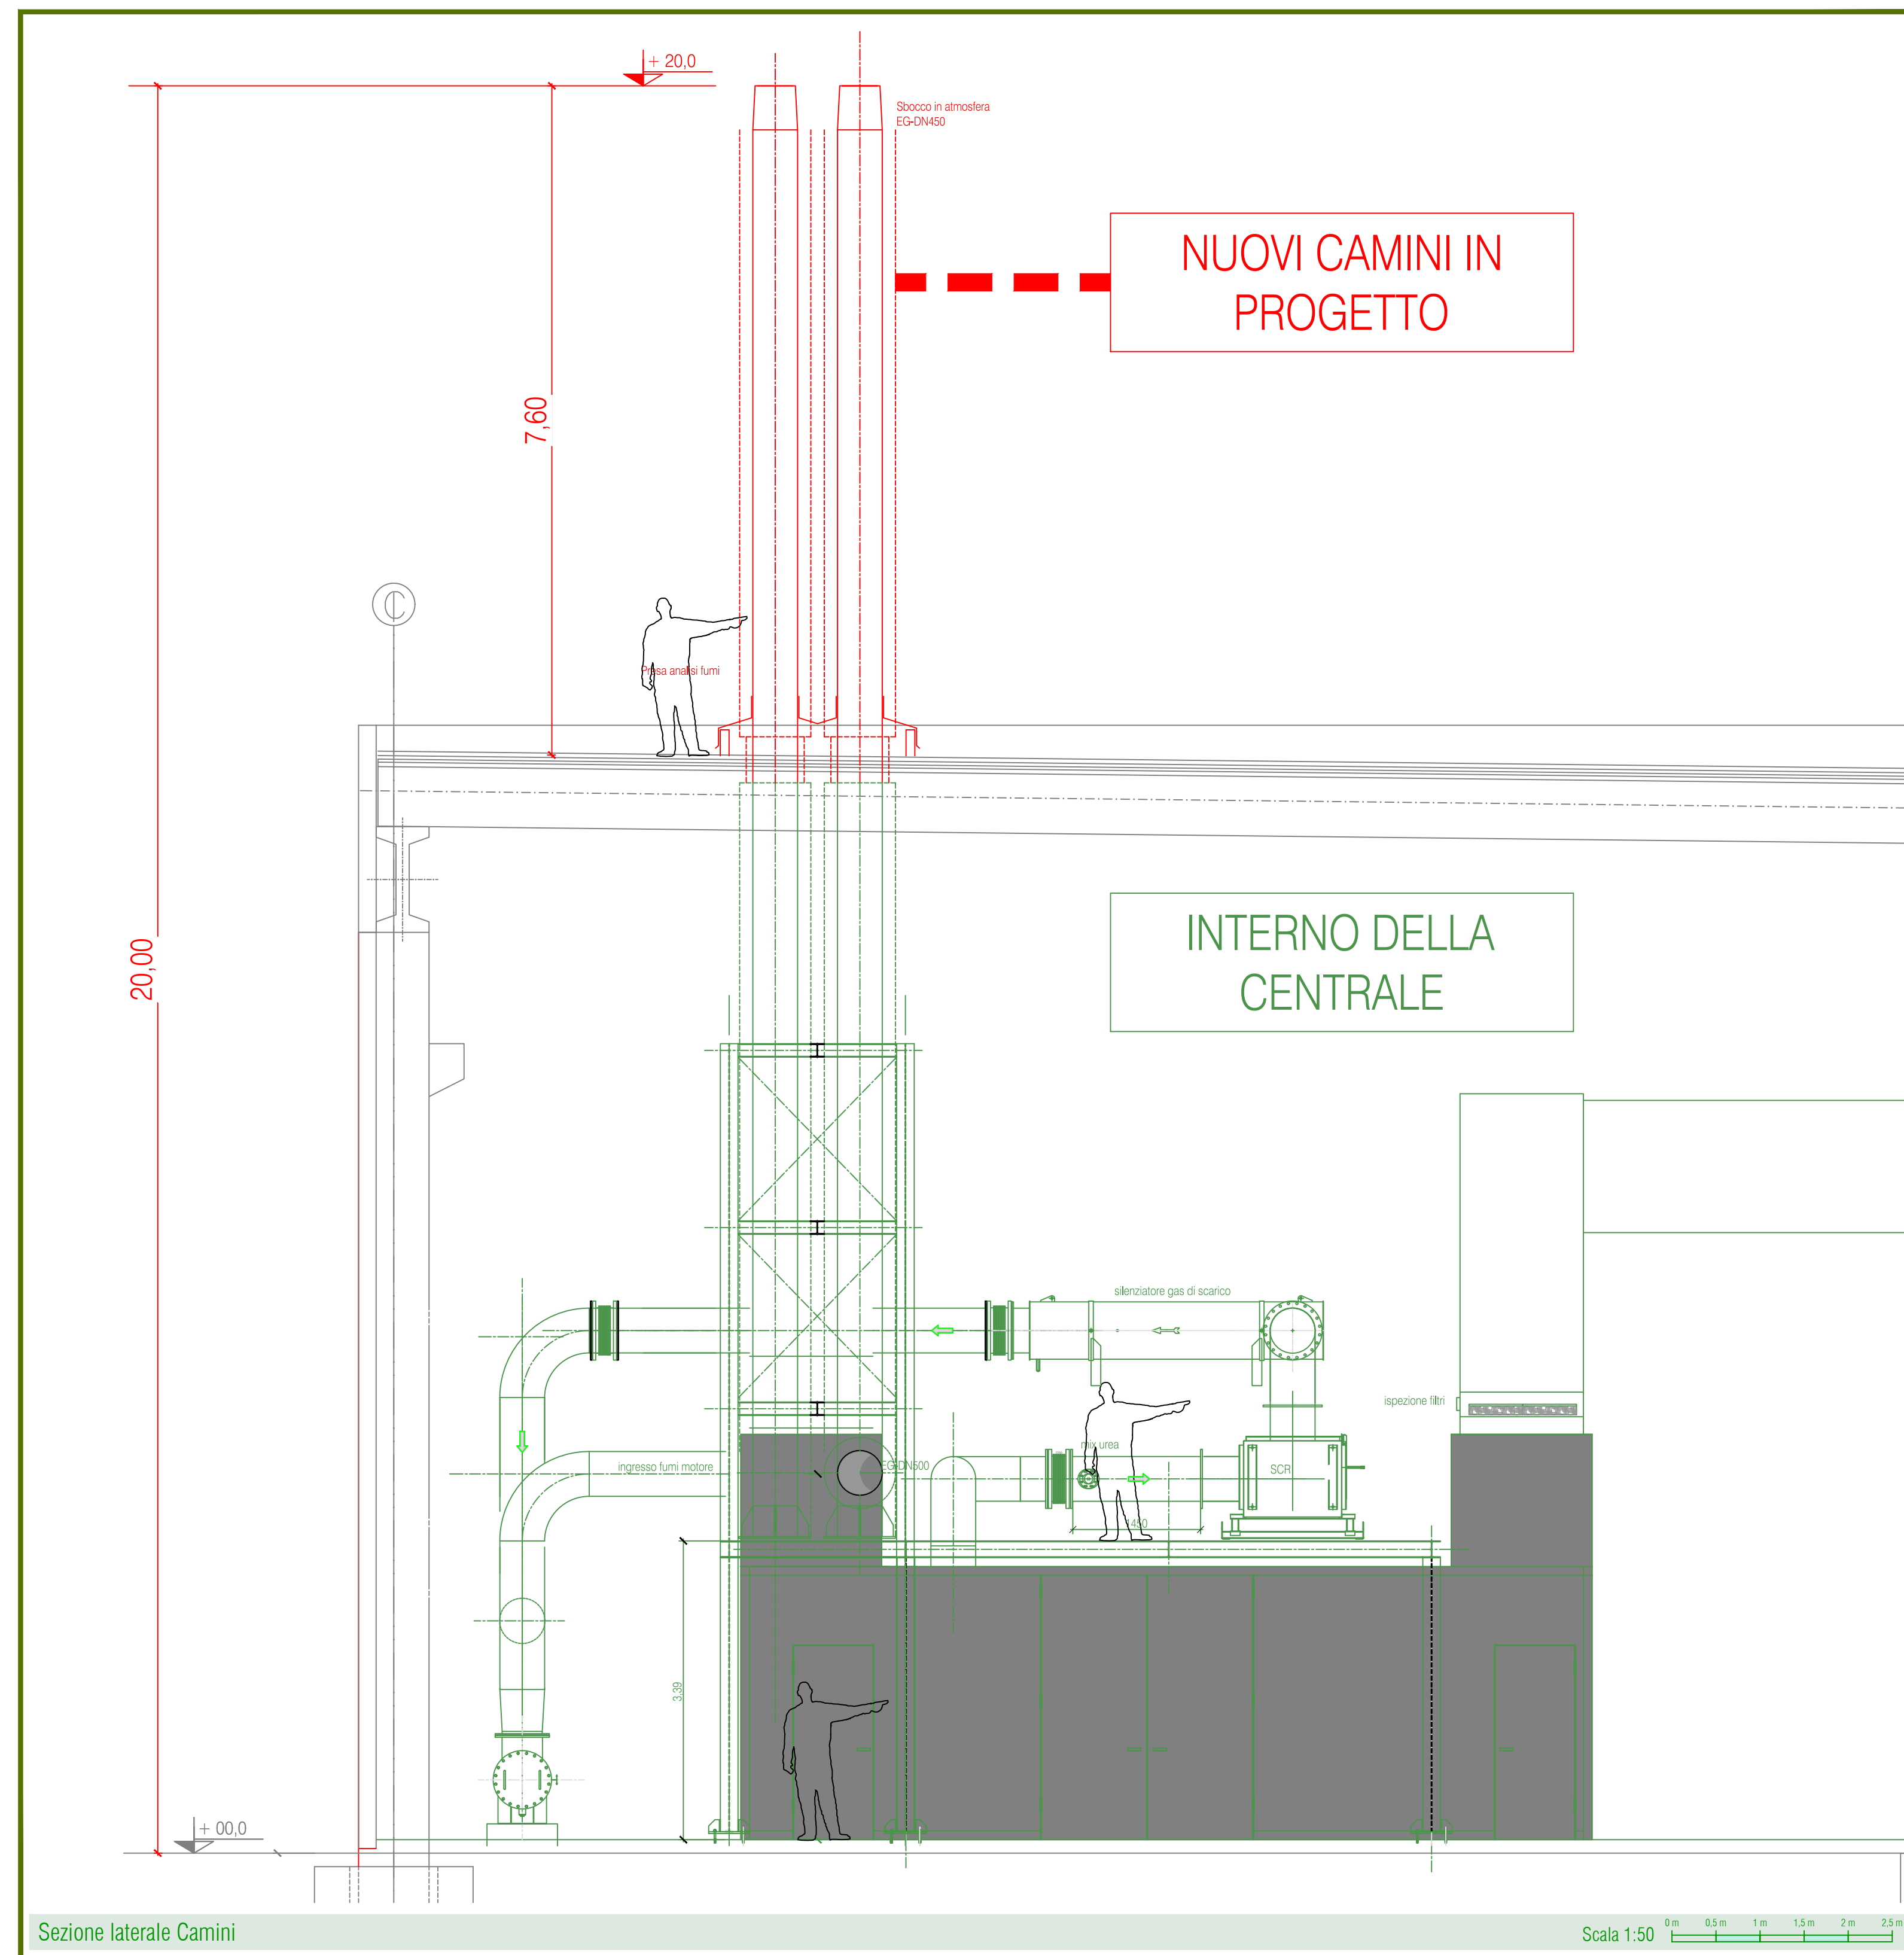 + 20,0
Sbocco in atmosfera
EG-DN450
NUOVI CAMINI IN
PROGETTO
7,60
Presa analisi fumi
20,00
INTERNO DELLA
CENTRALE
silenziatore gas di scarico
ispezione filtri
mix urea
ingresso fumi motore
EG-DN500
SCR
1450
3.39
+ 00,0
Sezione laterale Camini
Scala 1:50
0 m 0,5 m 1 m 1,5 m 2 m 2,5 m